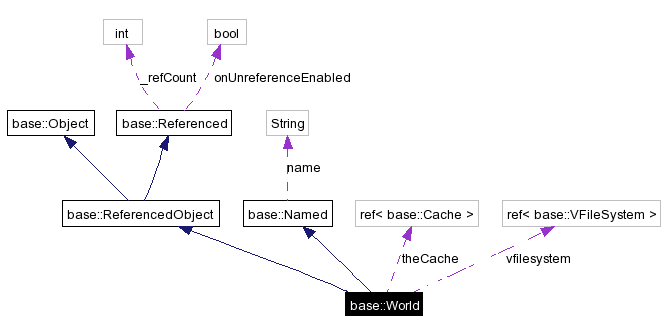 int
bool
_refCount
onUnreferenceEnabled
base::Object
base::Referenced
String
name
base::ReferencedObject
base::Named
ref< base::Cache >
ref< base::VFileSystem >
theCache
vfilesystem
base::World